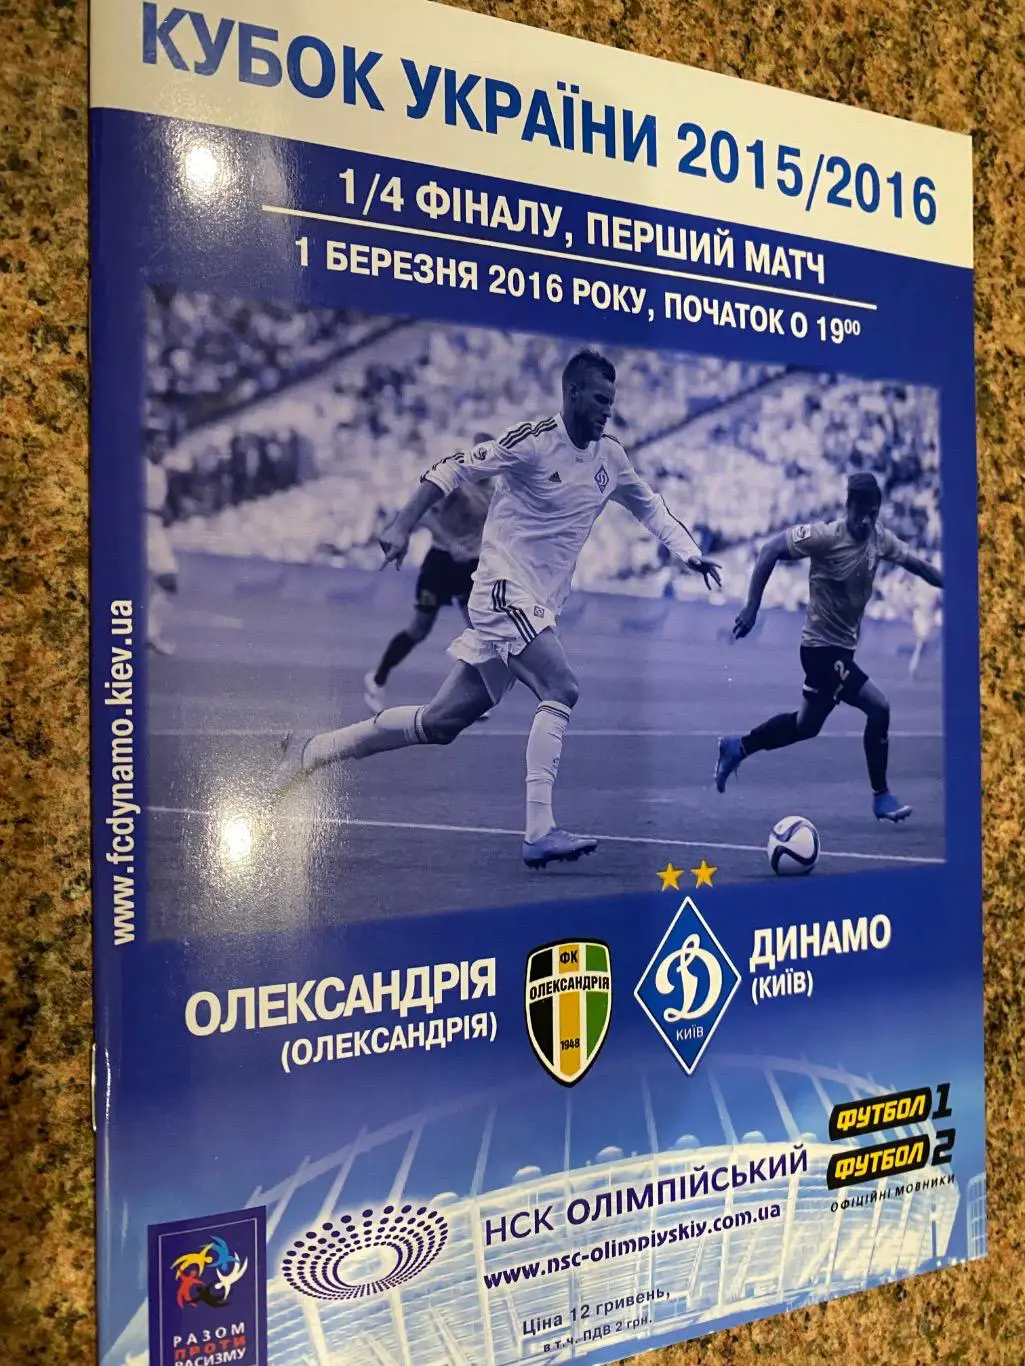 КУБОК УКРАЇНИ 2015/2016
1/4 ФІНАЛУ, ПЕРШИЙ МАТЧ
1 БЕРЕЗНЯ 2016 РОКУ, ПОЧАТОК О 19⁰⁰
www.fcdynamo.kiev.ua
2
ОЛЕКСАНДРІЯ
(ОЛЕКСАНДРІЯ)
ФК
ОЛЕКСАНДРІЯ
1948
Д
КИЇВ
ДИНАМО
(КИЇВ)
ФУТБОЛ 1
ФУТБОЛ 2
ОФІЦІЙНІ МОВНИКИ
НСК ОЛІМПІЙСЬКИЙ
www.nsc-olimpiyskiy.com.ua
Ціна 12 гривень,
в т.ч. ПДВ 2 грн.
РАЗОМ
ПРОТИ
РАСИЗМУ